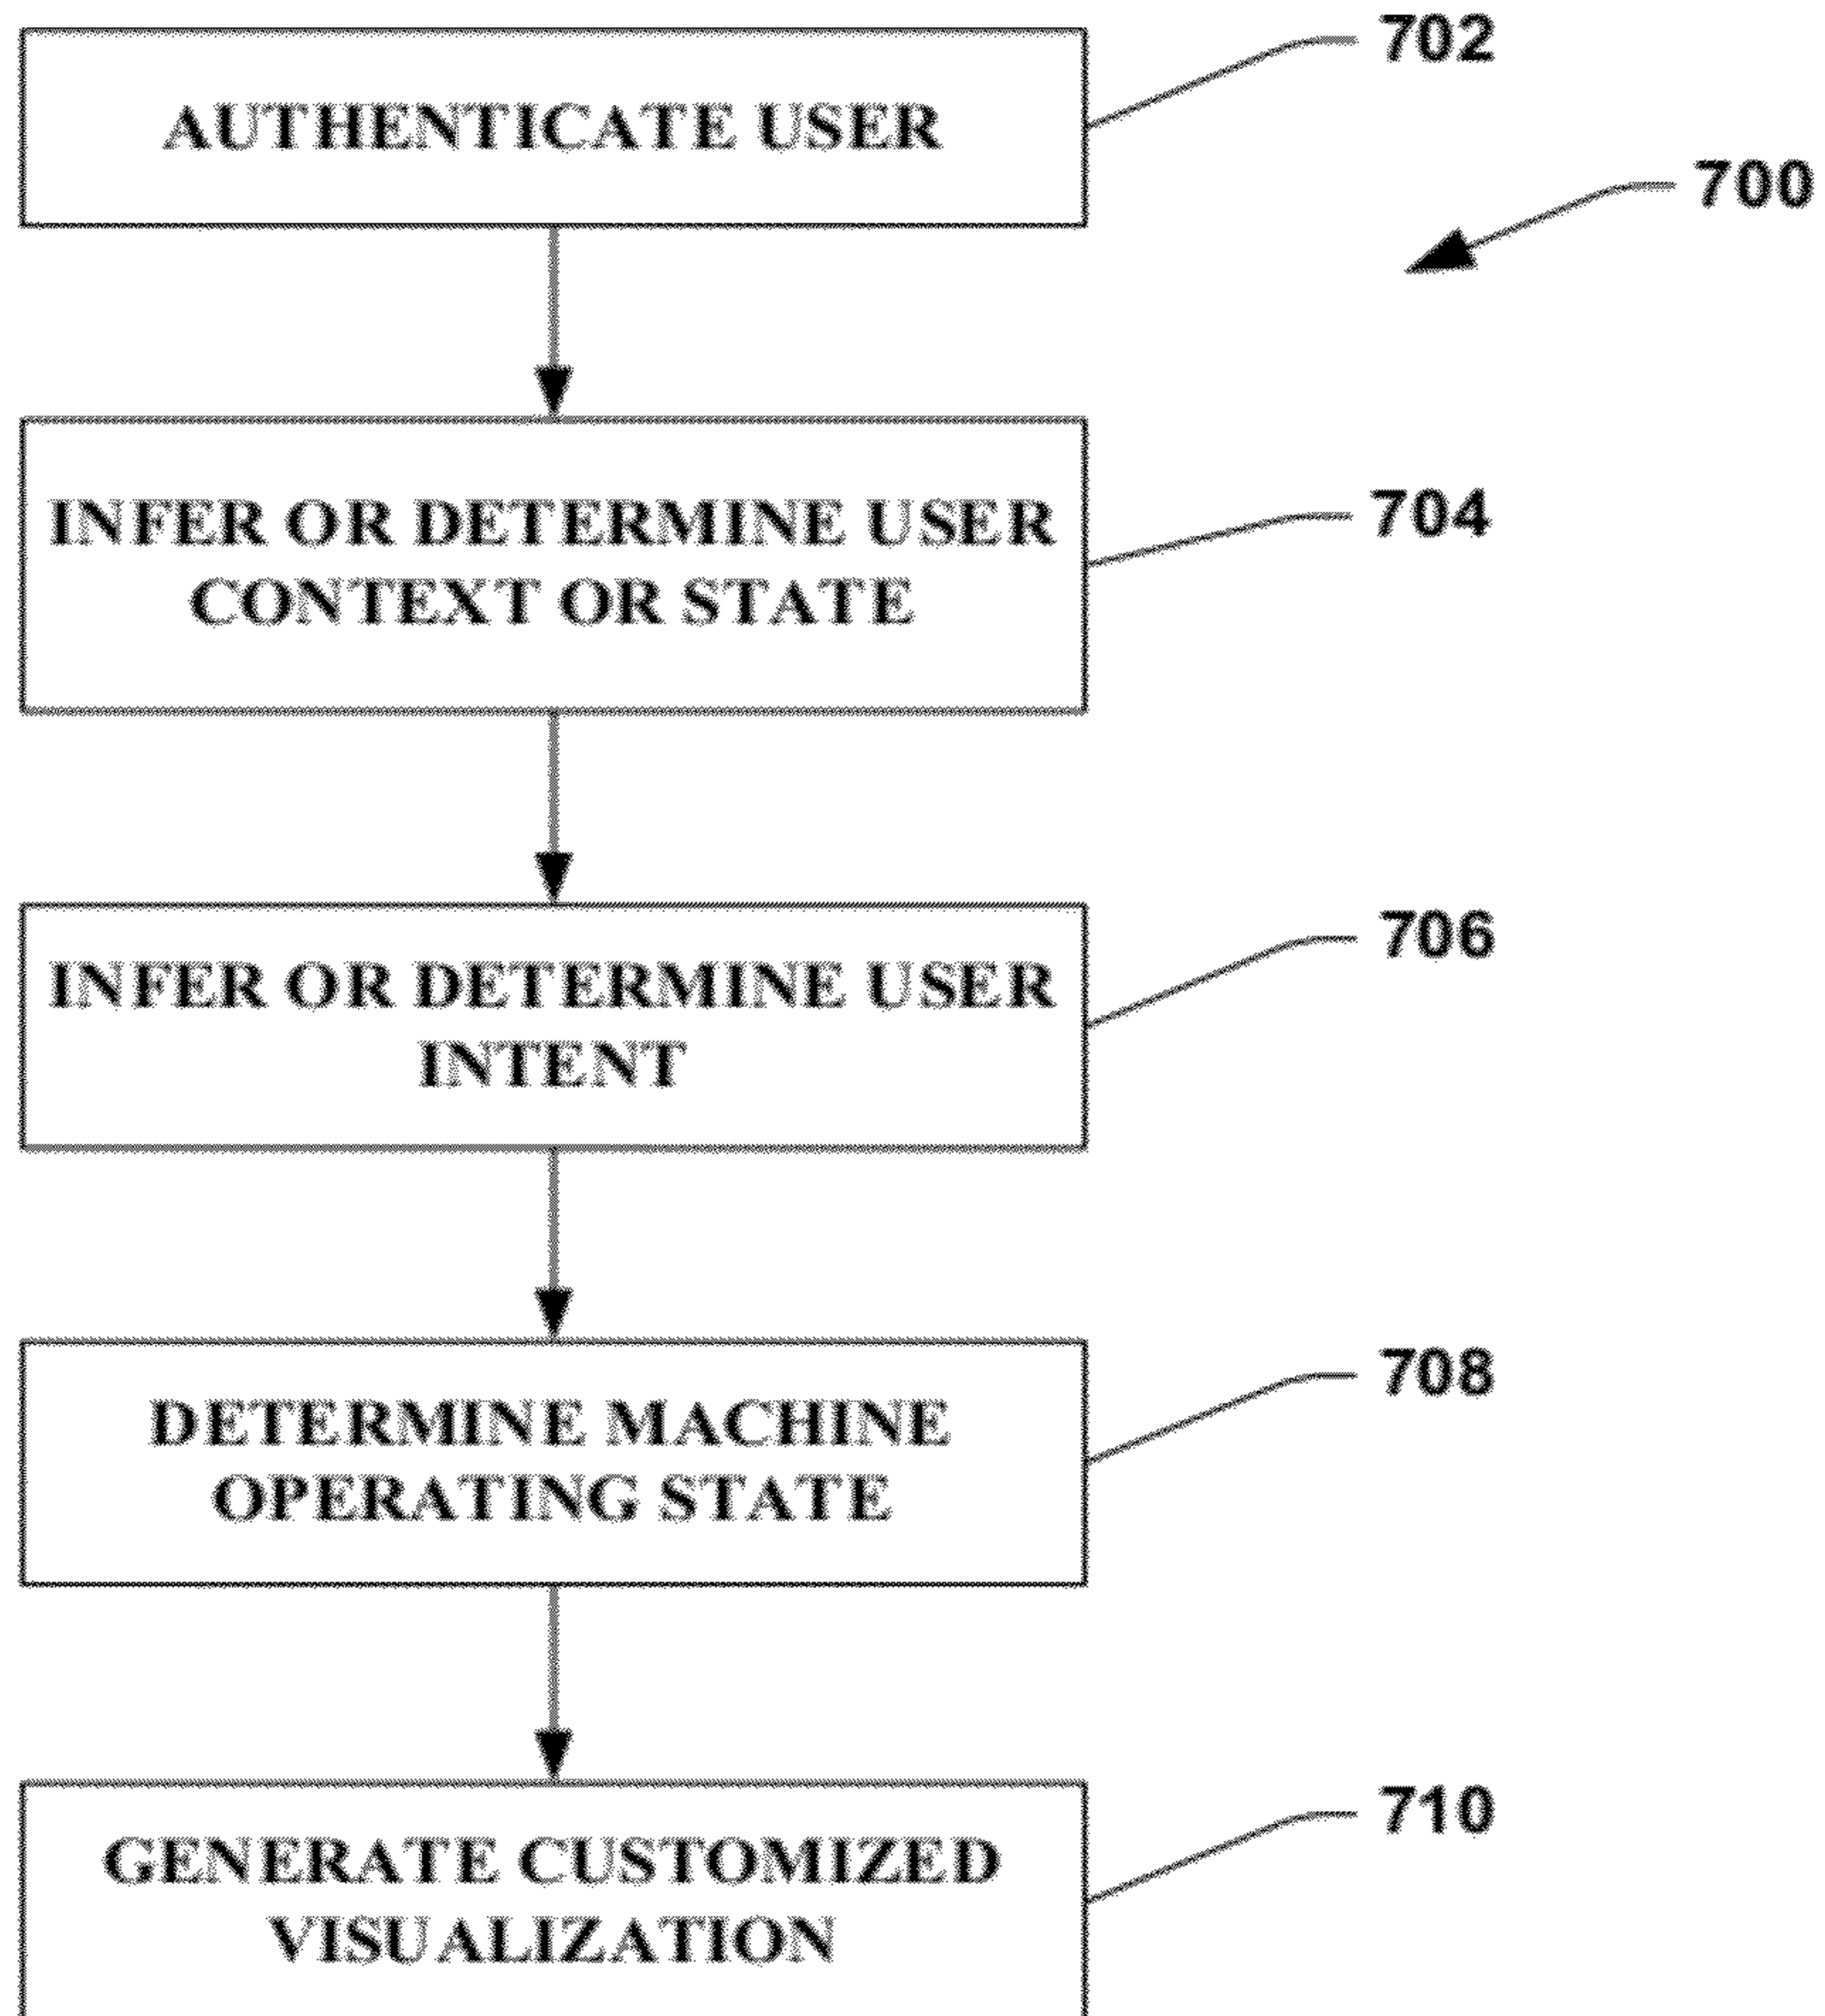 702
AUTHENTICATE USER
700
INFER OR DETERMINE USER
CONTEXT OR STATE
704
INFER OR DETERMINE USER
INTENT
706
DETERMINE MACHINE
OPERATING STATE
708
GENERATE CUSTOMIZED
VISUALIZATION
710